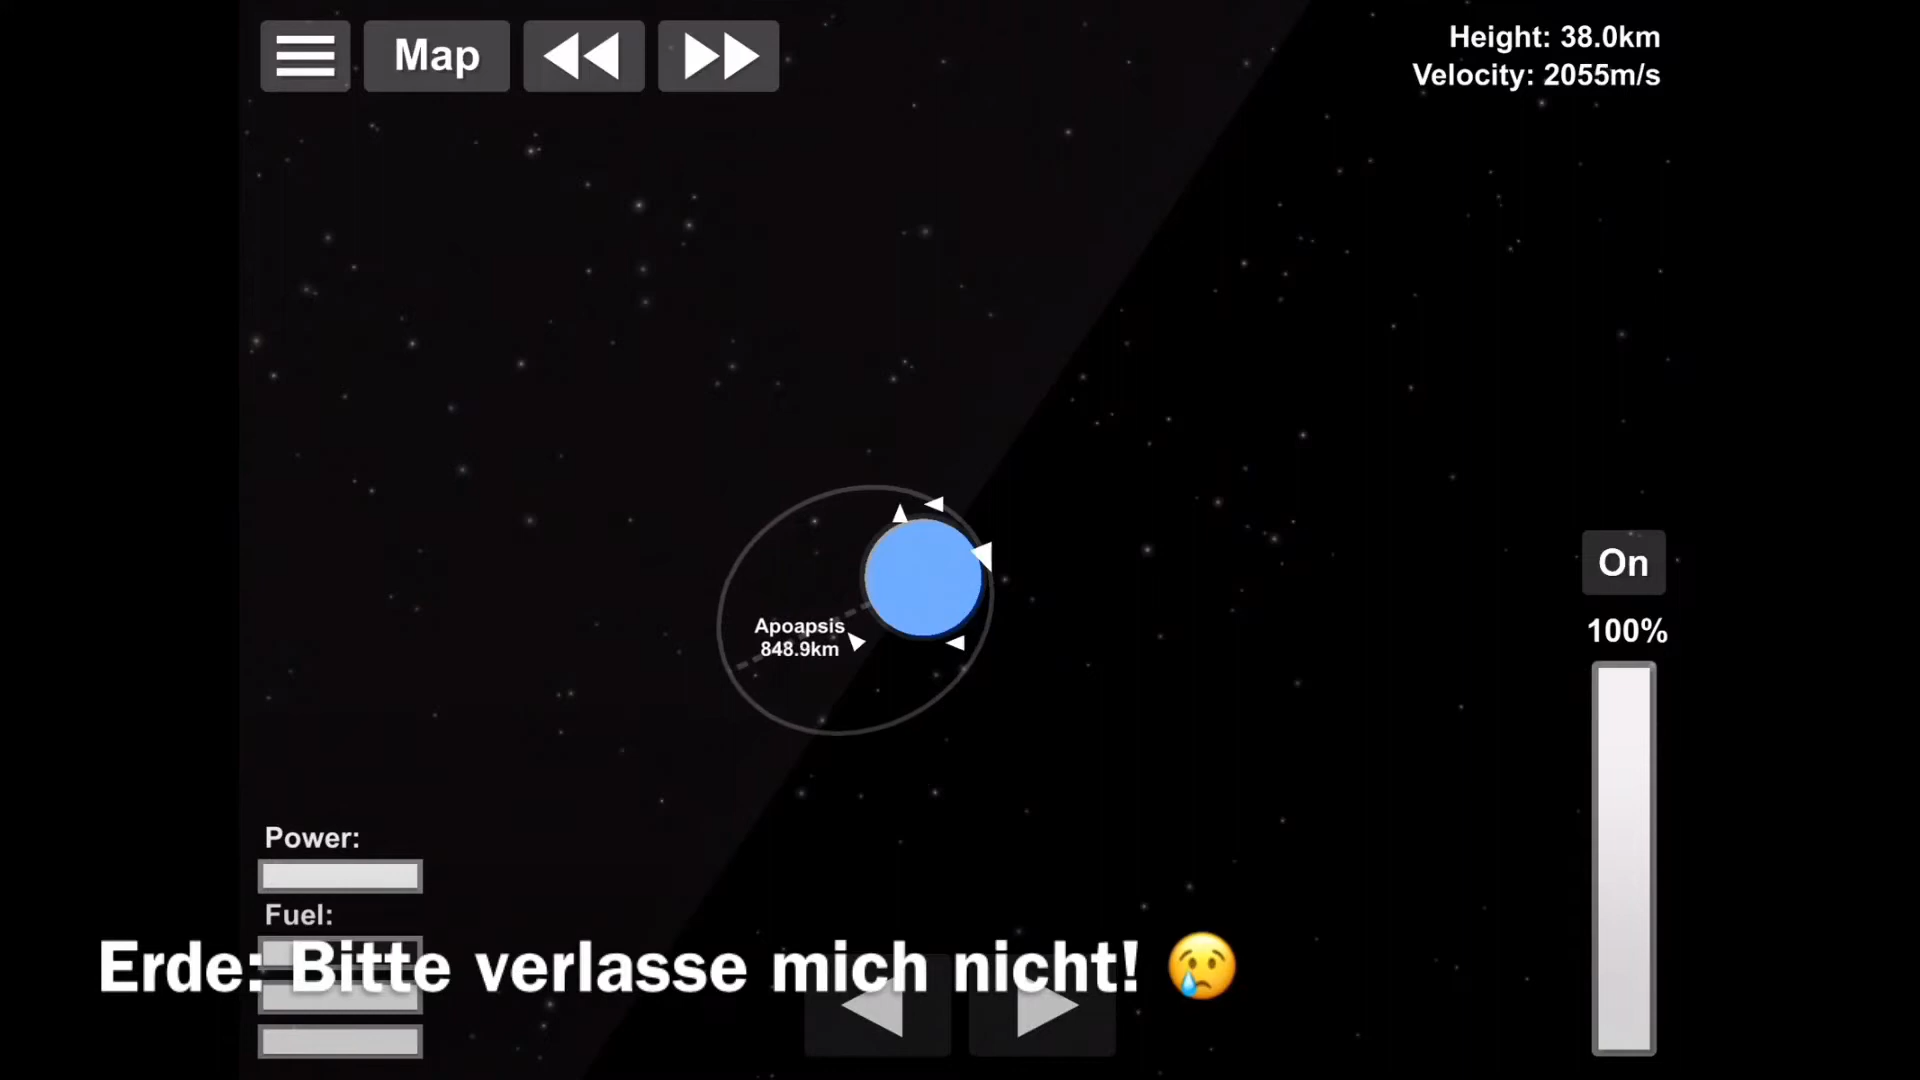 Map
Height: 38.0km
Velocity: 2055m/s
On
100%
Apoapsis
848.9km
Power:
Fuel:
Erde: Bitte verlasse mich nicht! 😢